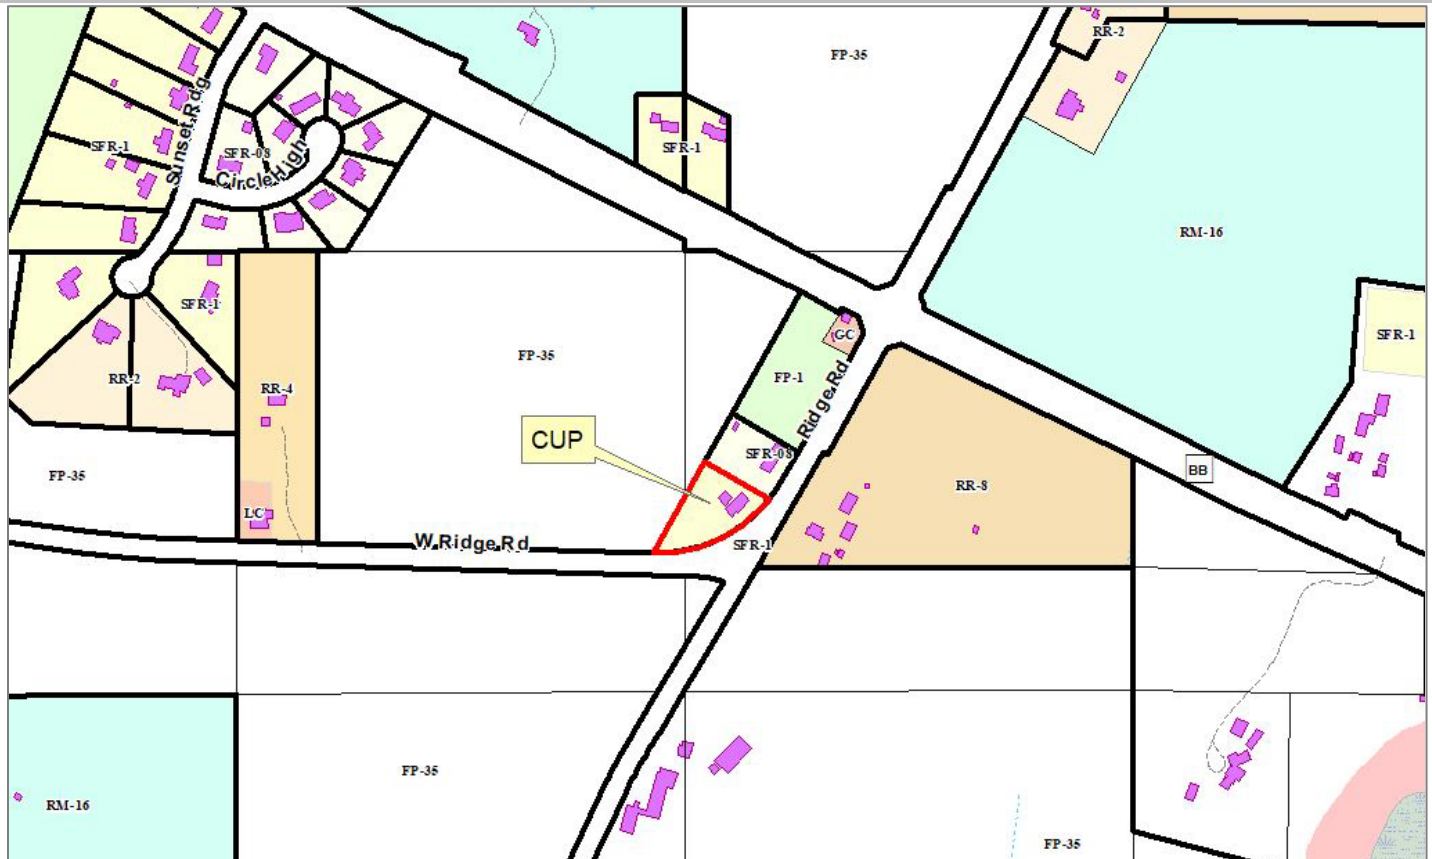 RR-2
FP-35
Sunset Rdg
SFR-1
SFR-08
Circle High
SFR-1
RM-16
SFR-1
SFR-1
GC
FP-35
FP-1
RR-2
RR-4
Ridge Rd
CUP
SFR-08
FP-35
BB
RR-8
LC
W Ridge Rd
SFR-1
FP-35
RM-16
FP-35